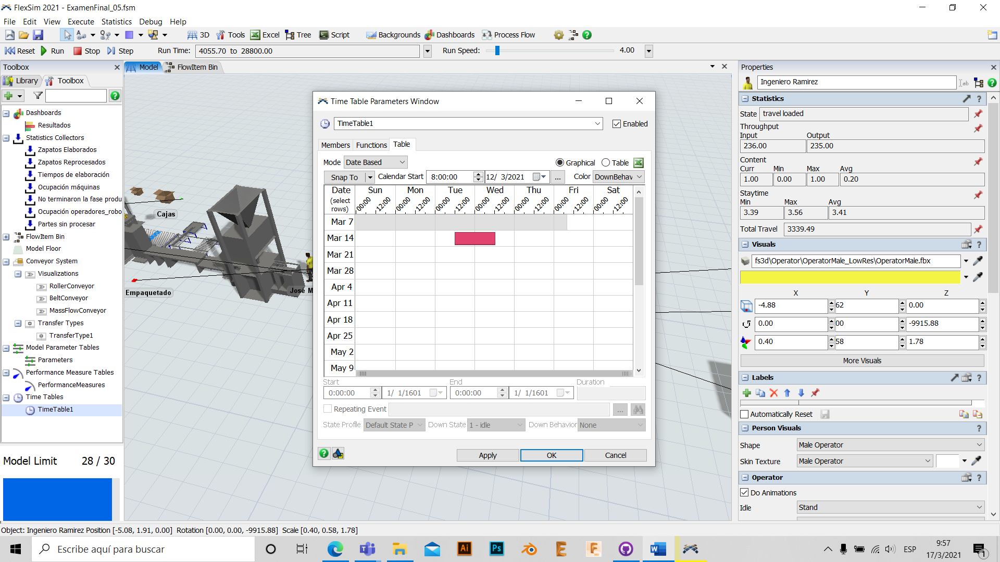 FlexSim 2021 - ExamenFinal_05.fsm
File Edit View Execute Statistics Debug Help
3D Tools Excel Tree Script Backgrounds Dashboards Process Flow
Reset Run Stop Step Run Time: 4055.70 to 28800.00 Run Speed: 4.00
Toolbox
Library Toolbox
Dashboards
Resultados
Statistics Collectors
Zapatos Elaborados
Zapatos Reprocesados
Tiempos de elaboración
Ocupación máquinas
No terminaron la fase produ
Ocupación operadores_robo
Partes sin procesar
FlowItem Bin
Model Floor
Conveyor System
Visualizations
RollerConveyor
BeltConveyor
MassFlowConveyor
Transfer Types
TransferType1
Model Parameter Tables
Parameters
Performance Measure Tables
PerformanceMeasures
Time Tables
TimeTable1
Model Limit 28 / 30
Model FlowItem Bin
Cajas
Empaquetado
José M
Time Table Parameters Window
TimeTable1 Enabled
Members Functions Table
Mode Date Based Graphical Table
Snap To Calendar Start 8:00:00 12/ 3/2021 ... Color DownBehav
Date Sun Mon Tue Wed Thu Fri Sat
(select rows) 00:00 12:00 00:00 12:00 00:00 12:00 00:00 12:00 00:00 12:00 00:00 12:00 00:00 12:00
Mar 7
Mar 14
Mar 21
Mar 28
Apr 4
Apr 11
Apr 18
Apr 25
May 2
May 9
Start End Duration
0:00:00 1/ 1/1601 0:00:00 1/ 1/1601
Repeating Event ...
State Profile Default State P Down State 1 - idle Down Behavior None
Apply OK Cancel
Properties
Ingeniero Ramirez
Statistics
State travel loaded
Throughput
Input Output
236.00 235.00
Content
Curr Min Max Avg
1.00 0.00 1.00 0.20
Staytime
Min Max Avg
3.39 3.56 3.41
Total Travel 3339.49
Visuals
fs3d\Operator\OperatorMale_LowRes\OperatorMale.fbx
X Y Z
-4.88 62 0.00
0.00 00 -9915.88
0.40 58 1.78
More Visuals
Labels
Automatically Reset
Person Visuals
Shape Male Operator
Skin Texture Male Operator
Operator
Do Animations
Idle Stand
Object: Ingeniero Ramirez Position [-5.08, 1.91, 0.00] Rotation [0.00, 0.00, -9915.88] Scale [0.40, 0.58, 1.78]
Escribe aquí para buscar
ESP
9:57
17/3/2021
1